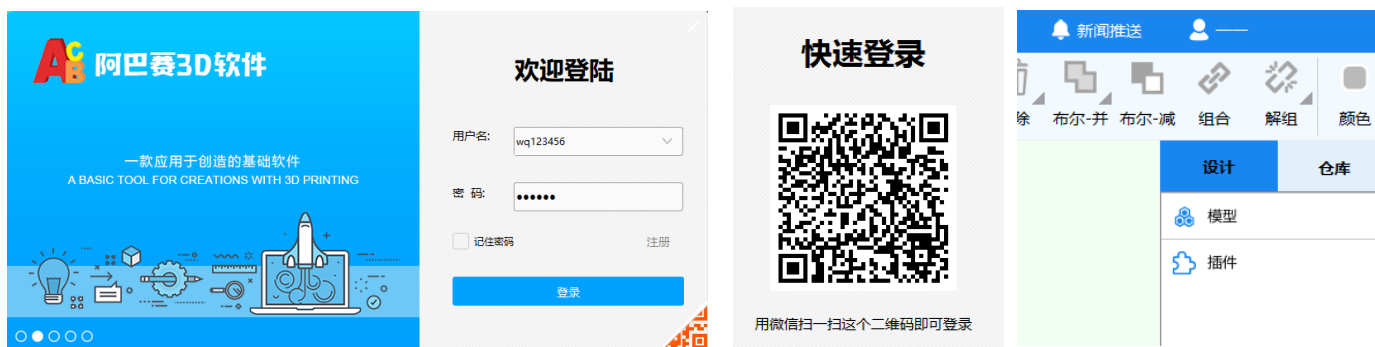 ACB 阿巴赛3D软件
一款应用于创造的基础软件
A BASIC TOOL FOR CREATIONS WITH 3D PRINTING
欢迎登陆
用户名: wq123456
密 码: ••••••
记住密码 注册
登录
快速登录
用微信扫一扫这个二维码即可登录
新闻推送 ——
除 布尔-并 布尔-减 组合 解组 颜色
设计 仓库
模型
插件